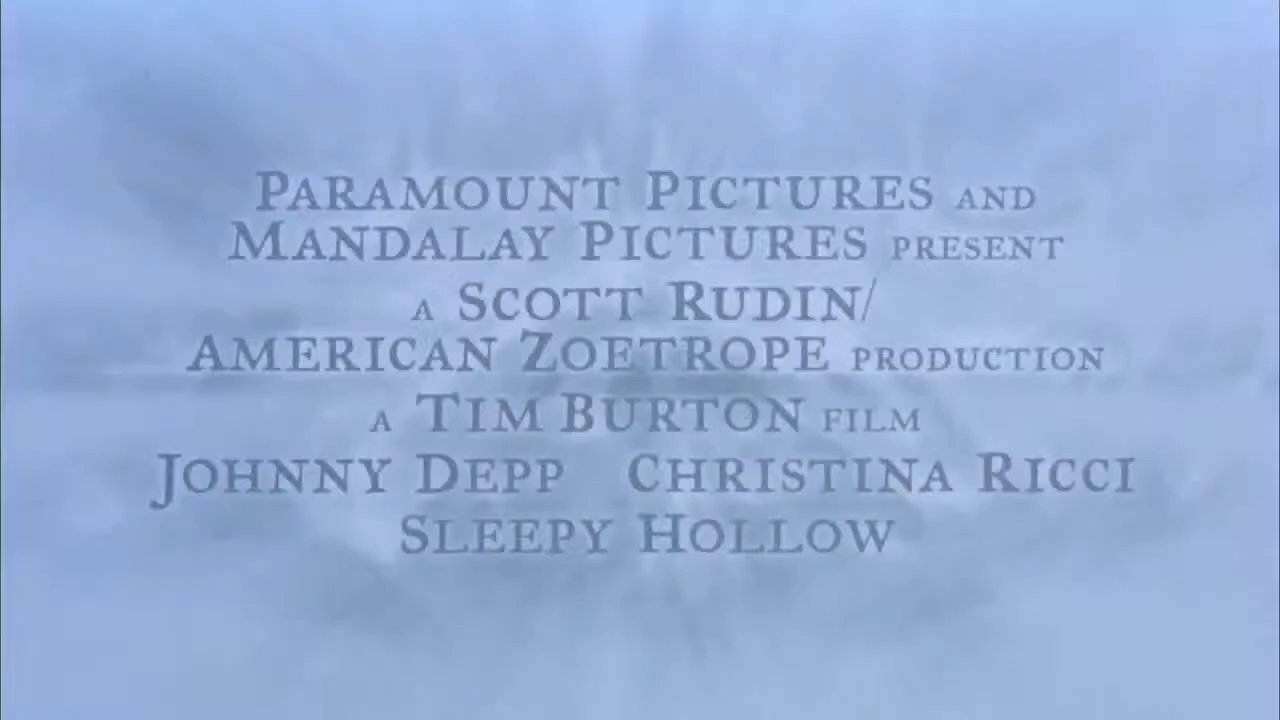 PARAMOUNT PICTURES AND
MANDALAY PICTURES PRESENT
A SCOTT RUDIN/
AMERICAN ZOETROPE PRODUCTION
A TIM BURTON FILM
JOHNNY DEPP CHRISTINA RICCI
SLEEPY HOLLOW